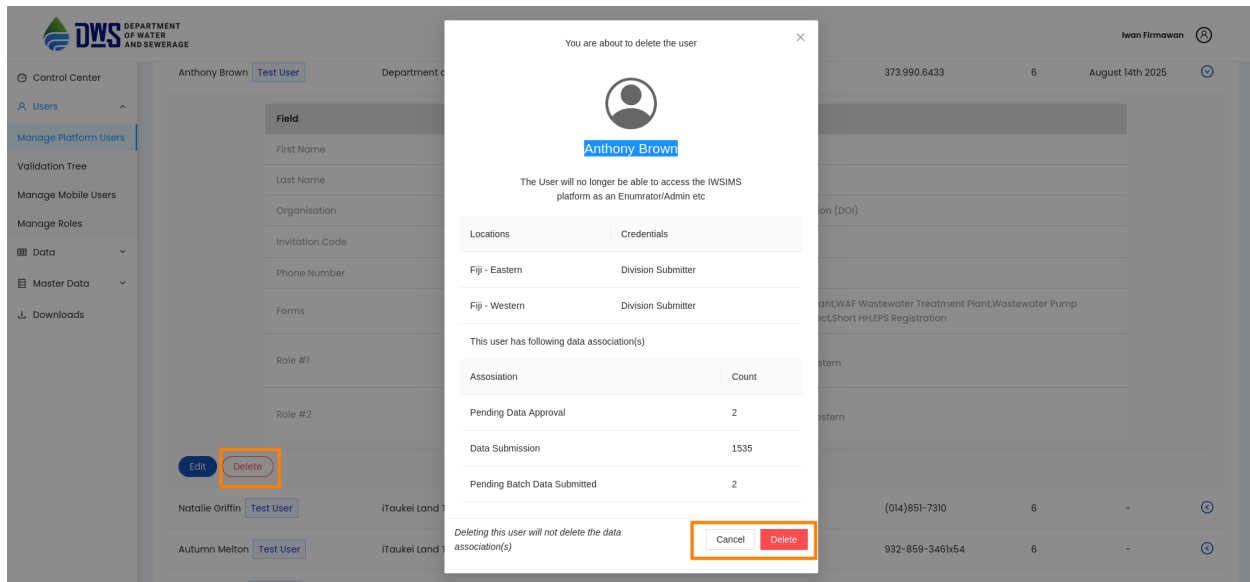 DWS DEPARTMENT
OF WATER
AND SEWERAGE
Iwan Firmawan
Control Center
Users
Manage Platform Users
Validation Tree
Manage Mobile Users
Manage Roles
Data
Master Data
Downloads
Anthony Brown Test User Department 373.990.6433 6 August 14th 2025
Field
First Name
Last Name
Organisation (DOI)
Invitation Code
Phone Number
Forms
WAF Wastewater Treatment Plant,Wastewater Pump
Short HH,EPS Registration
Role #1
Role #2
Edit Delete
Natalie Griffin Test User iTaukei Land (014)851-7310 6 -
Autumn Melton Test User iTaukei Land 932-859-3461x54 6 -
You are about to delete the user
Anthony Brown
The User will no longer be able to access the IWSIMS
platform as an Enumrator/Admin etc
Locations Credentials
Fiji - Eastern Division Submitter
Fiji - Western Division Submitter
This user has following data association(s)
Assosiation Count
Pending Data Approval 2
Data Submission 1535
Pending Batch Data Submitted 2
Deleting this user will not delete the data
association(s)
Cancel Delete